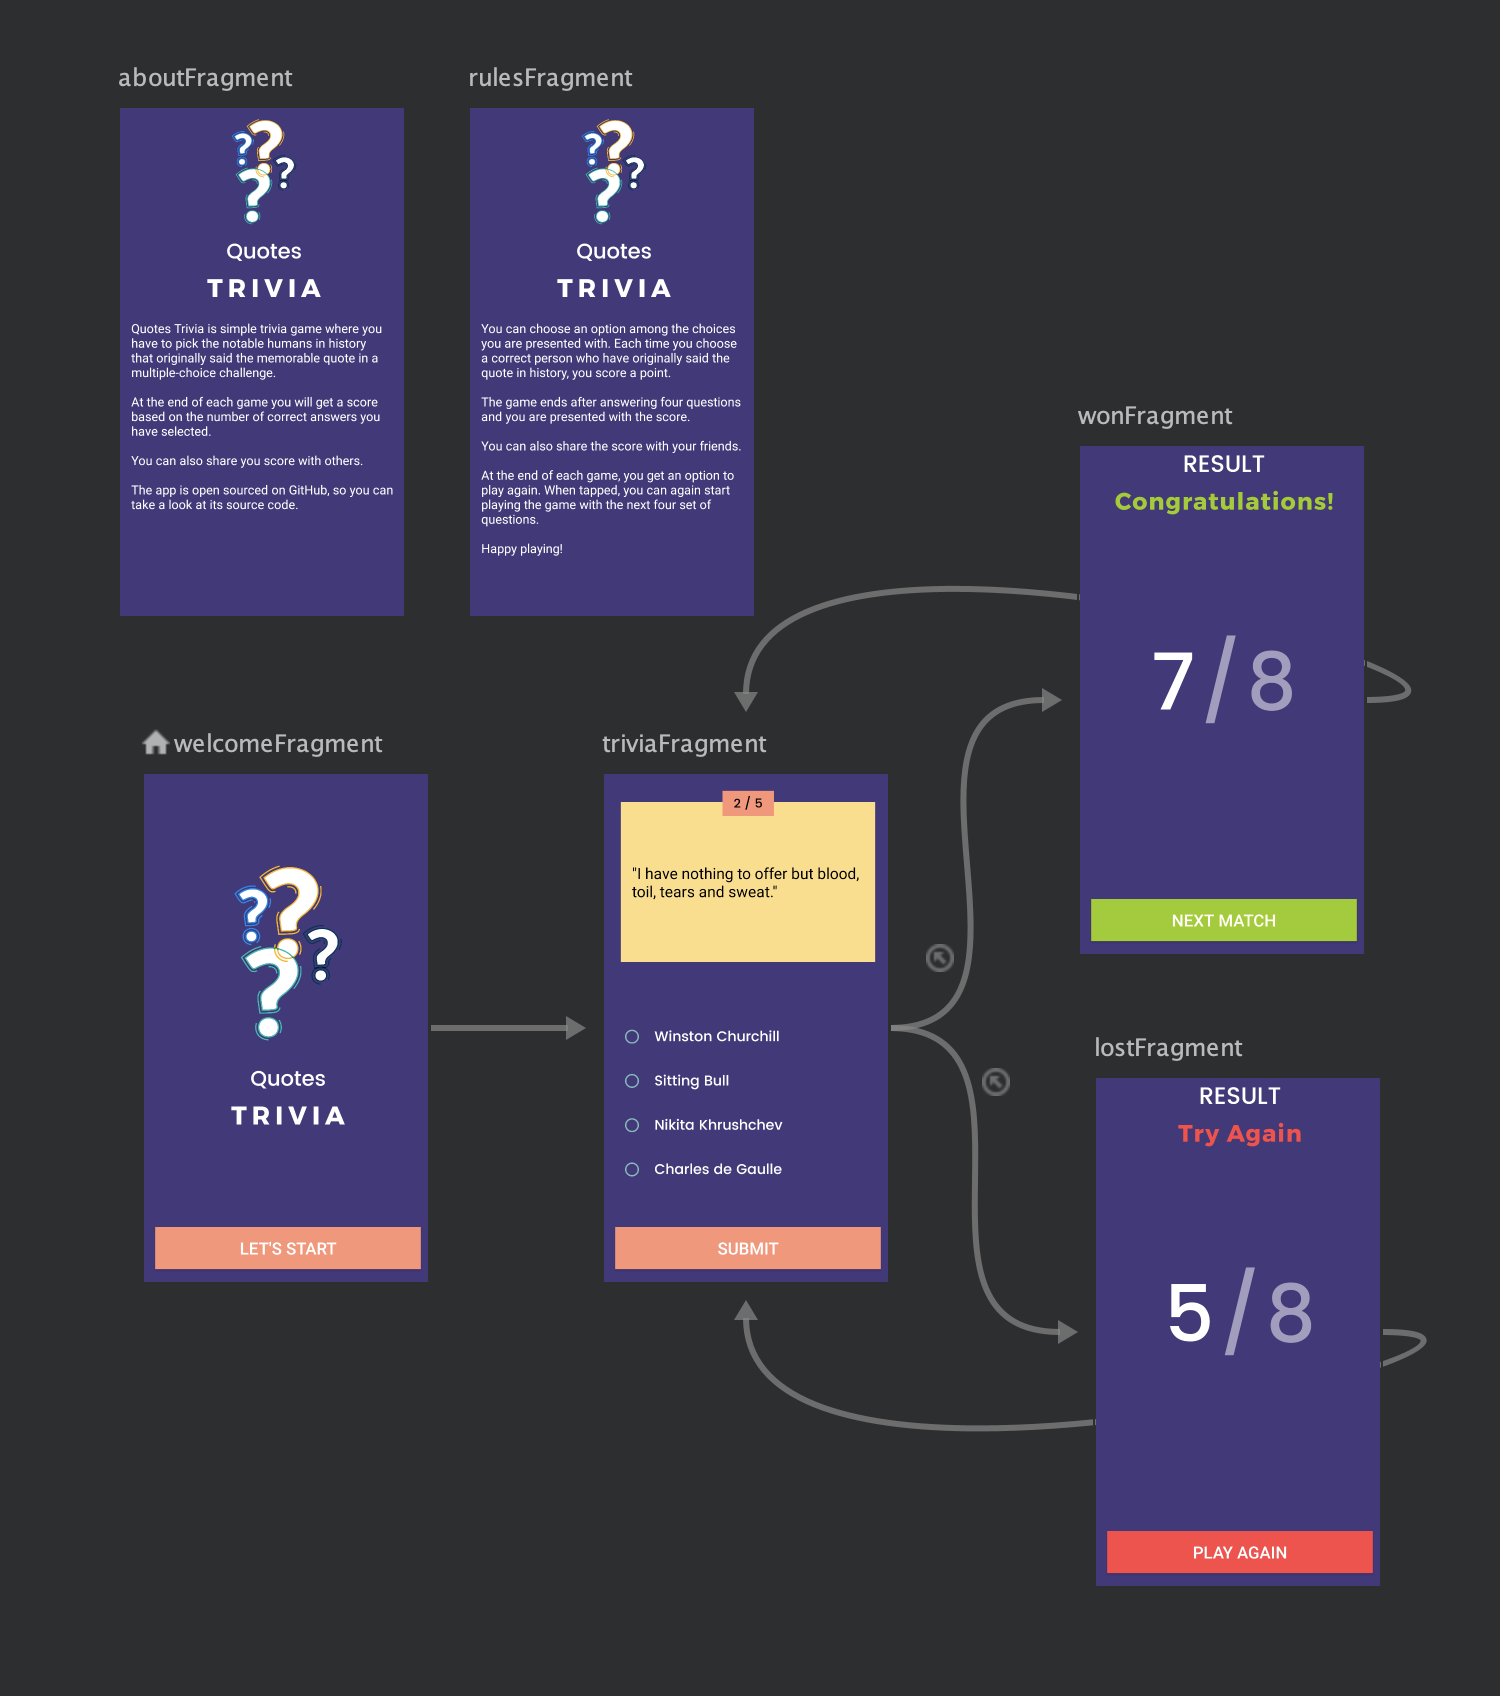 aboutFragment
Quotes
TRIVIA
Quotes Trivia is simple trivia game where you
have to pick the notable humans in history
that originally said the memorable quote in a
multiple-choice challenge.
At the end of each game you will get a score
based on the number of correct answers you
have selected.
You can also share you score with others.
The app is open sourced on GitHub, so you can
take a look at its source code.
rulesFragment
Quotes
TRIVIA
You can choose an option among the choices
you are presented with. Each time you choose
a correct person who have originally said the
quote in history, you score a point.
The game ends after answering four questions
and you are presented with the score.
You can also share the score with your friends.
At the end of each game, you get an option to
play again. When tapped, you can again start
playing the game with the next four set of
questions.
Happy playing!
wonFragment
RESULT
Congratulations!
7/8
NEXT MATCH
welcomeFragment
Quotes
TRIVIA
LET'S START
triviaFragment
2 / 5
"I have nothing to offer but blood,
toil, tears and sweat."
Winston Churchill
Sitting Bull
Nikita Khrushchev
Charles de Gaulle
SUBMIT
lostFragment
RESULT
Try Again
5/8
PLAY AGAIN